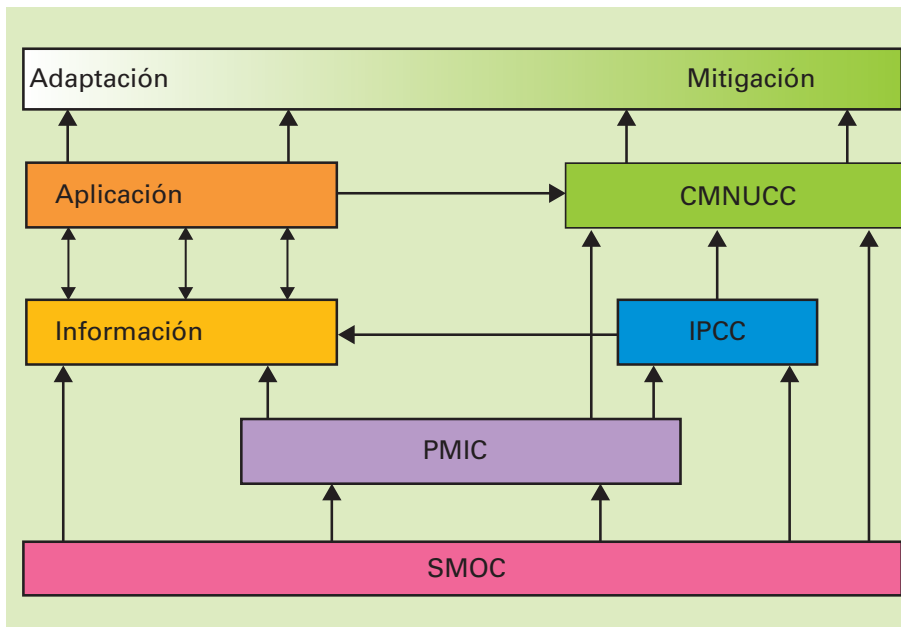 Adaptación Mitigación
Aplicación CMNUCC
Información IPCC
PMIC
SMOC